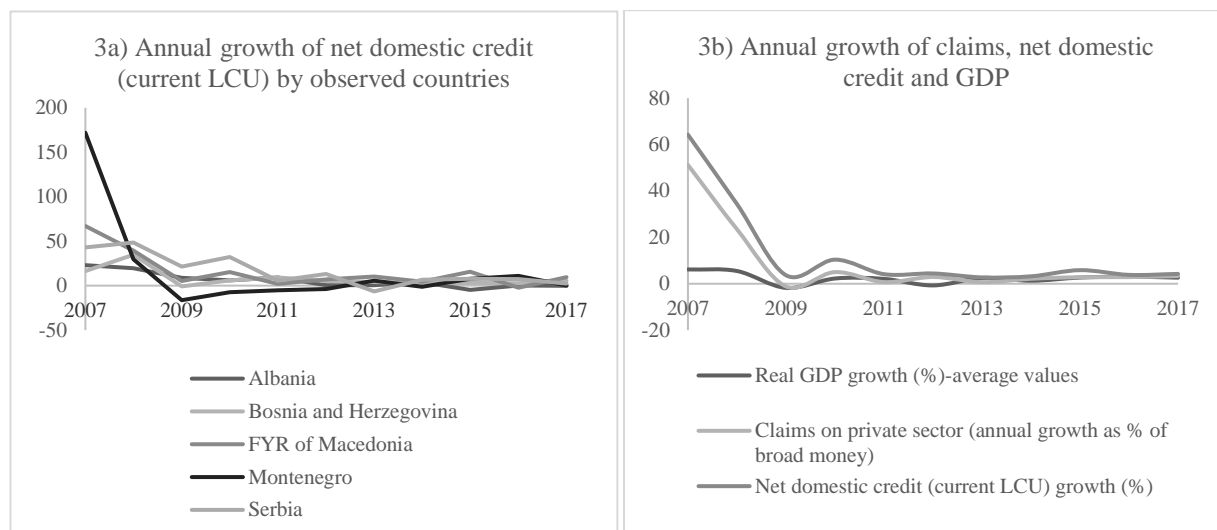 3a) Annual growth of net domestic credit
(current LCU) by observed countries
200
150
100
50
0
-50
2007 2009 2011 2013 2015 2017
Albania
Bosnia and Herzegovina
FYR of Macedonia
Montenegro
Serbia
3b) Annual growth of claims, net domestic
credit and GDP
80
60
40
20
0
-20
2007 2009 2011 2013 2015 2017
Real GDP growth (%)-average values
Claims on private sector (annual growth as % of
broad money)
Net domestic credit (current LCU) growth (%)